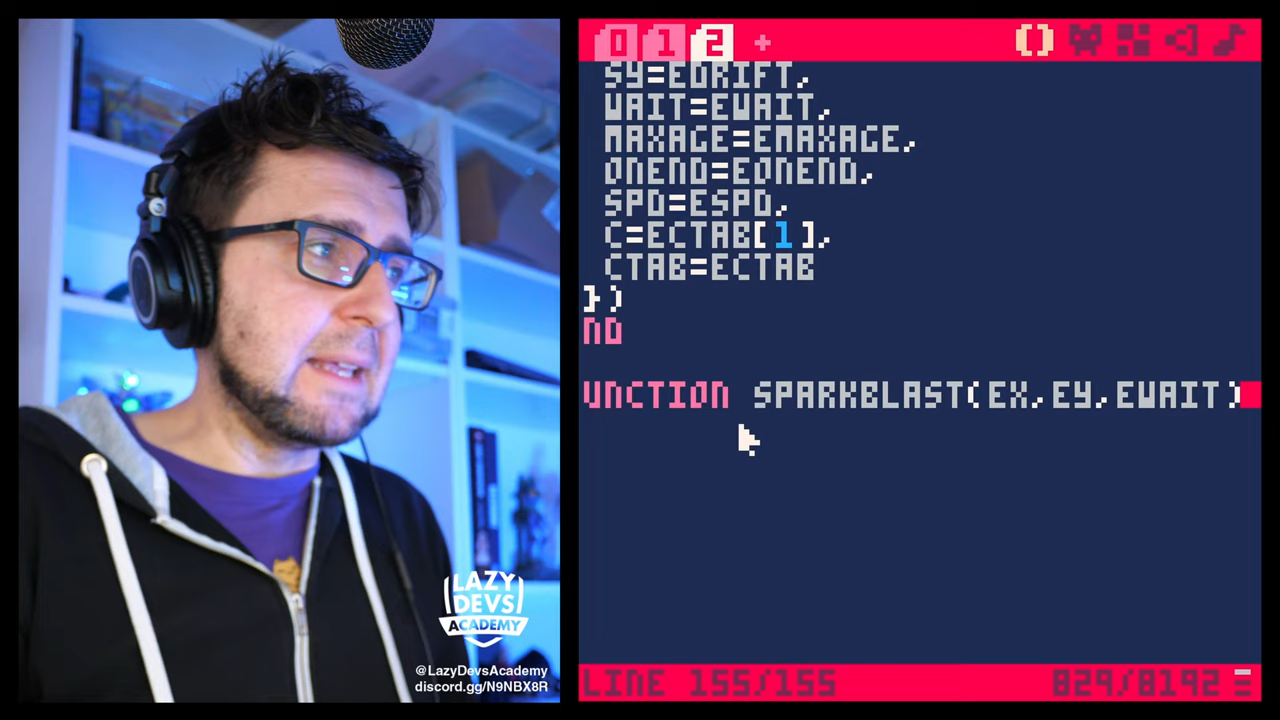 0 1 2 +
SY=EDRIFT,
WAIT=EWAIT,
MAXAGE=EMAXAGE,
ONEND=EONEND,
SPD=ESPD,
C=ECTAB[1],
CTAB=ECTAB
})
ND
UNCTION SPARKBLAST(EX,EY,EWAIT)
LINE 155/155 829/8192
LAZY
DEVS
ACADEMY
@LazyDevsAcademy
discord.gg/N9NBX8R